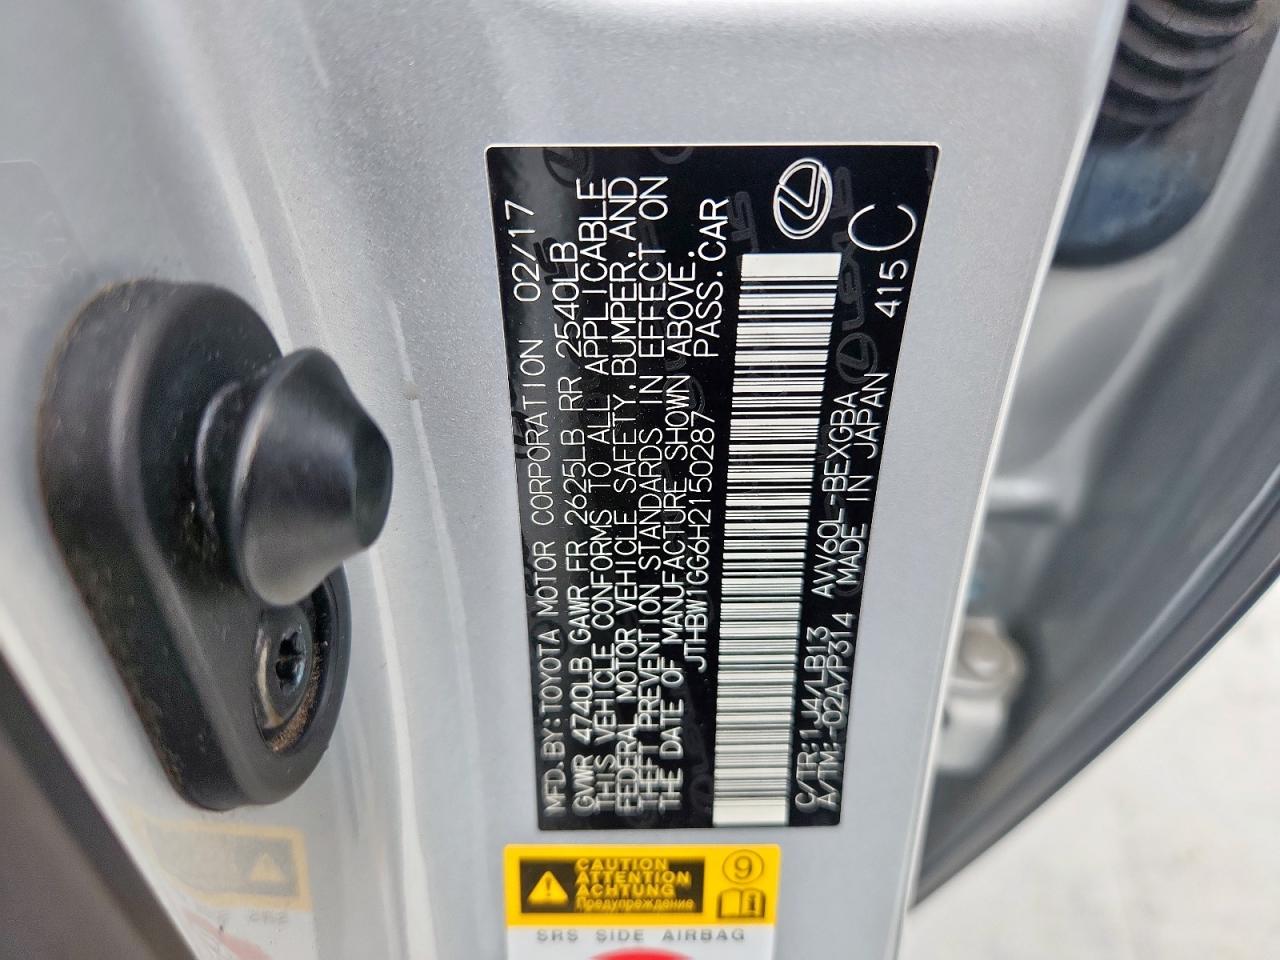 MFD.BY:TOYOTA MOTOR CORPORATION 02/17
GVWR 4740LB GAWR FR 2625LB RR 2540LB
THIS VEHICLE CONFORMS TO ALL APPLICABLE
FEDERAL MOTOR VEHICLE SAFETY,BUMPER,AND
THEFT PREVENTION STANDARDS IN EFFECT ON
THE DATE OF MANUFACTURE SHOWN ABOVE.
JTHBW1GG6H2150287 PASS.CAR
C/TR:1J4/LB13 AVV60L-BEXGBA 415
A/TM:-02A/P314 MADE IN JAPAN C
LEXUS
CAUTION
ATTENTION
ACHTUNG
Предупреждение
9
SRS SIDE AIRBAG